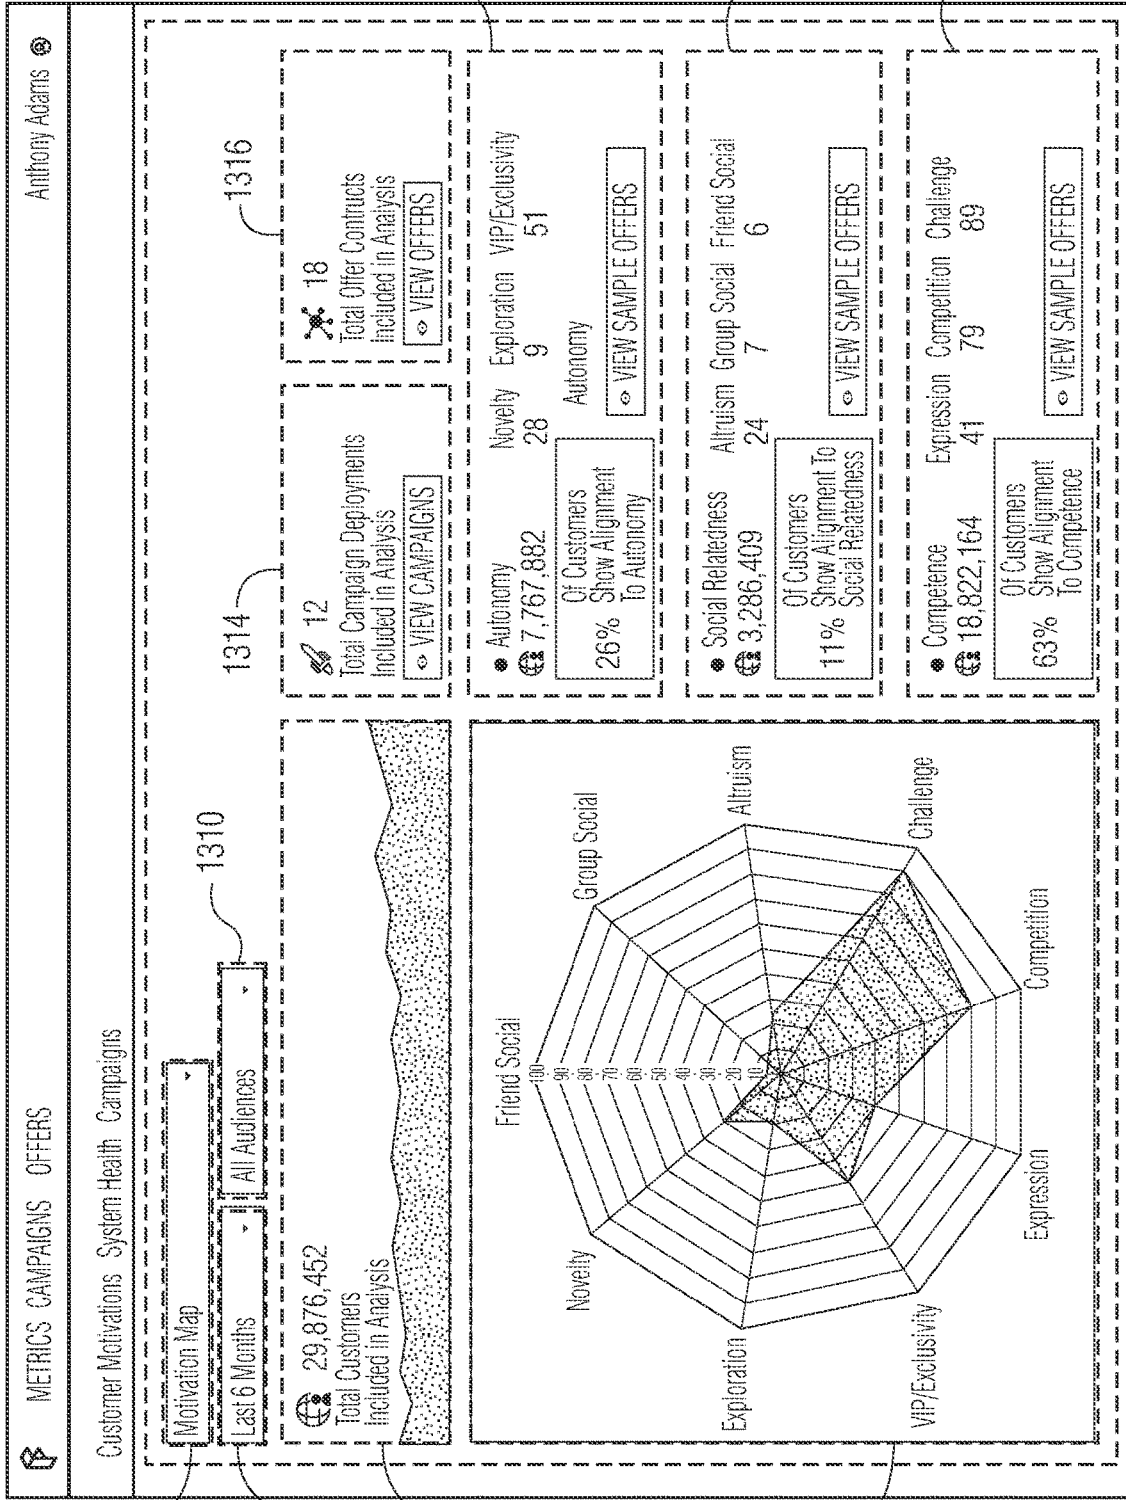 METRICS CAMPAIGNS OFFERS
Anthony Adams
Customer Motivations System Health Campaigns
Motivation Map
Last 6 Months
All Audiences
1310
29,876,452
Total Customers
Included in Analysis
1314
12
Total Campaign Deployments
Included in Analysis
VIEW CAMPAIGNS
1316
18
Total Offer Contructs
Included in Analysis
VIEW OFFERS
Friend Social
Group Social
Altruism
Challenge
Competition
Expression
VIP/Exclusivity
Exploration
Novelty
100
90
80
70
60
50
40
30
20
10
Autonomy
7,767,882
Novelty Exploration VIP/Exclusivity
28 9 51
Autonomy
26%
Of Customers
Show Alignment
To Autonomy
VIEW SAMPLE OFFERS
Social Relatedness
3,286,409
Altruism Group Social Friend Social
24 7 6
11%
Of Customers
Show Alignment To
Social Relatedness
VIEW SAMPLE OFFERS
Competence
18,822,164
Expression Competition Challenge
41 79 89
63%
Of Customers
Show Alignment
To Competence
VIEW SAMPLE OFFERS